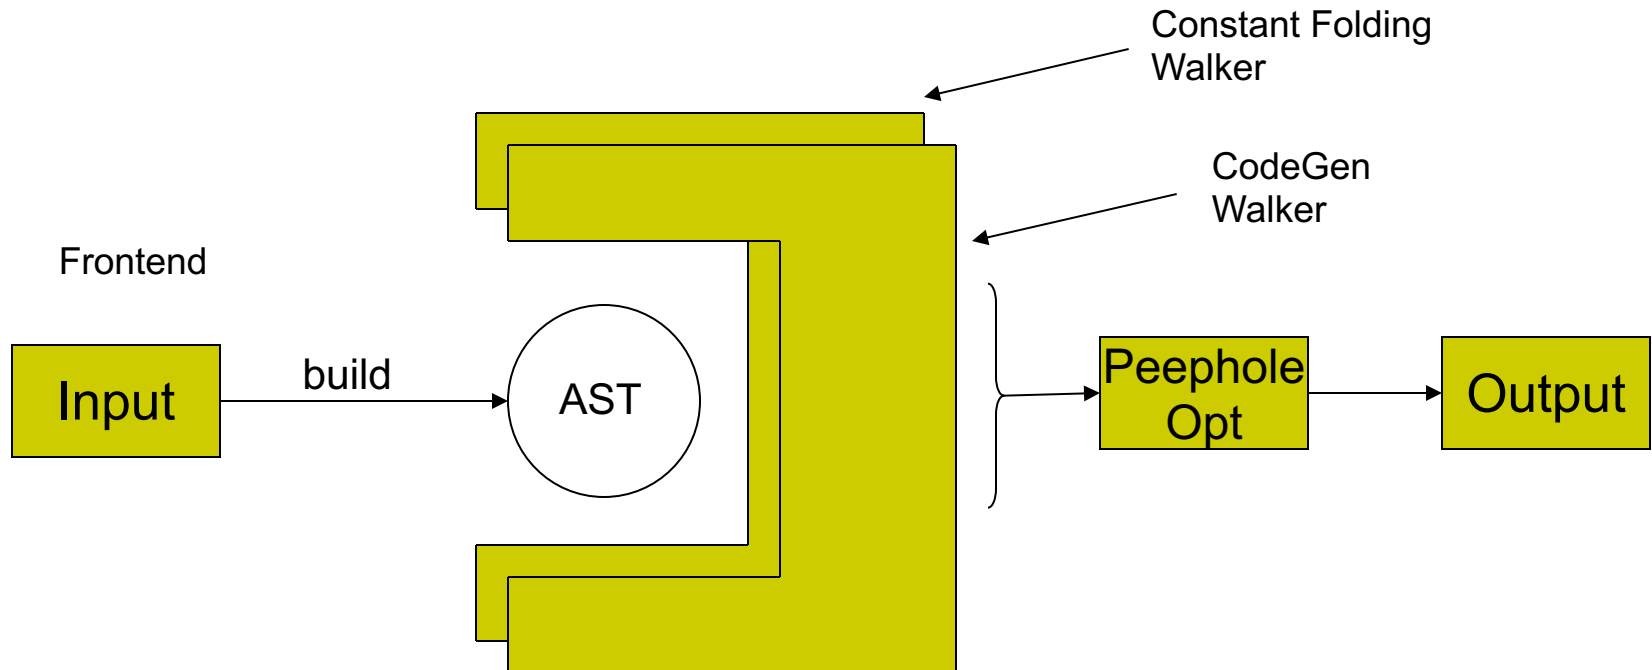 Constant Folding
Walker
CodeGen
Walker
Frontend
Input
build
AST
Peephole
Opt
Output